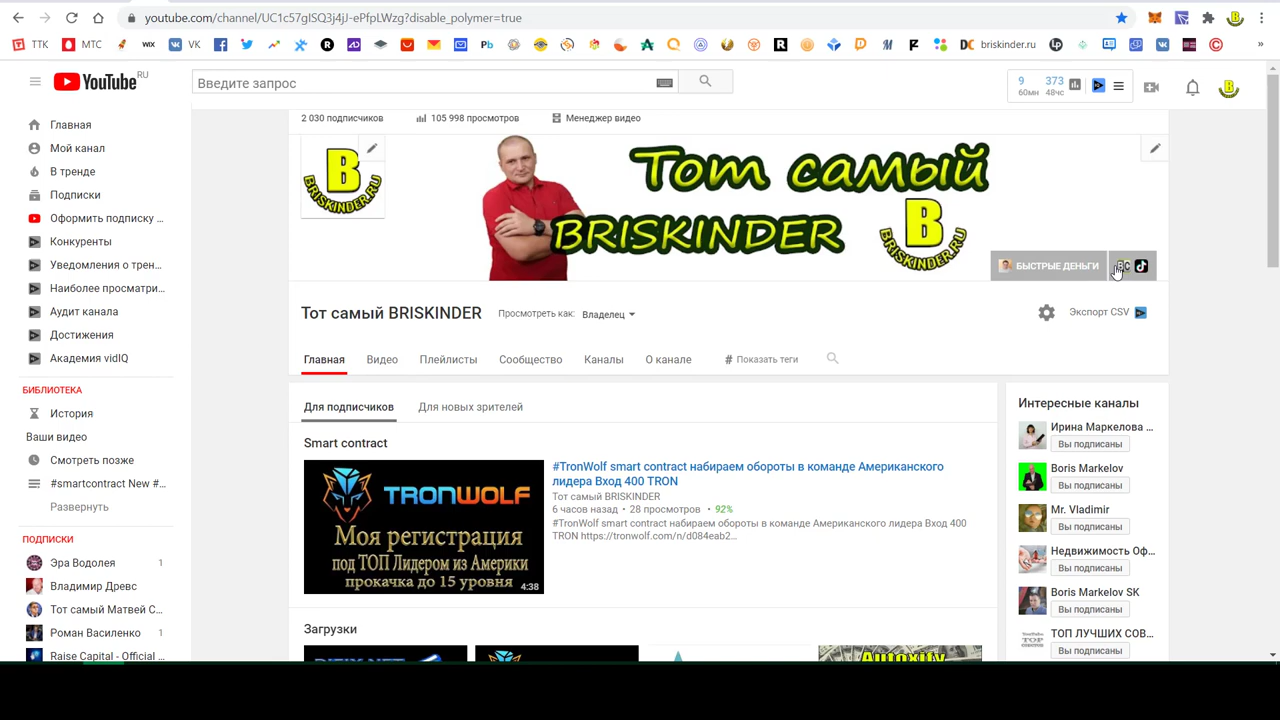 youtube.com/channel/UC1c57gISQ3j4jJ-ePfpLWzg?disable_polymer=true
ТТК МТС WIX VK Pb DC briskinder.ru Lp »
YouTube RU
Введите запрос
9 373
60мн 48чс
Главная
Мой канал
В тренде
Подписки
Оформить подписку ...
Конкуренты
Уведомления о трен...
Наиболее просматри...
Аудит канала
Достижения
Академия vidIQ
БИБЛИОТЕКА
История
Ваши видео
Смотреть позже
#smartcontract New #...
Развернуть
ПОДПИСКИ
Эра Водолея 1
Владимир Древс
Тот самый Матвей С...
Роман Василенко 1
Raise Capital - Official ...
2 030 подписчиков 105 998 просмотров Менеджер видео
B
BRISKINDER.RU
Тот самый
BRISKINDER
B
BRISKINDER.RU
БЫСТРЫЕ ДЕНЬГИ
Тот самый BRISKINDER Просмотреть как: Владелец
Экспорт CSV
Главная Видео Плейлисты Сообщество Каналы О канале # Показать теги
Для подписчиков Для новых зрителей
Smart contract
TRONWOLF
Моя регистрация
под ТОП Лидером из Америки
прокачка до 15 уровня
4:38
#TronWolf smart contract набираем обороты в команде Американского
лидера Вход 400 TRON
Тот самый BRISKINDER
6 часов назад • 28 просмотров • 92%
#TronWolf smart contract набираем обороты в команде Американского лидера Вход 400
TRON https://tronwolf.com/n/d084eab2...
Загрузки
Интересные каналы
Ирина Маркелова ...
Вы подписаны
Boris Markelov
Вы подписаны
Mr. Vladimir
Вы подписаны
Недвижимость Оф...
Вы подписаны
Boris Markelov SK
Вы подписаны
ТОП ЛУЧШИХ СОВ...
Вы подписаны